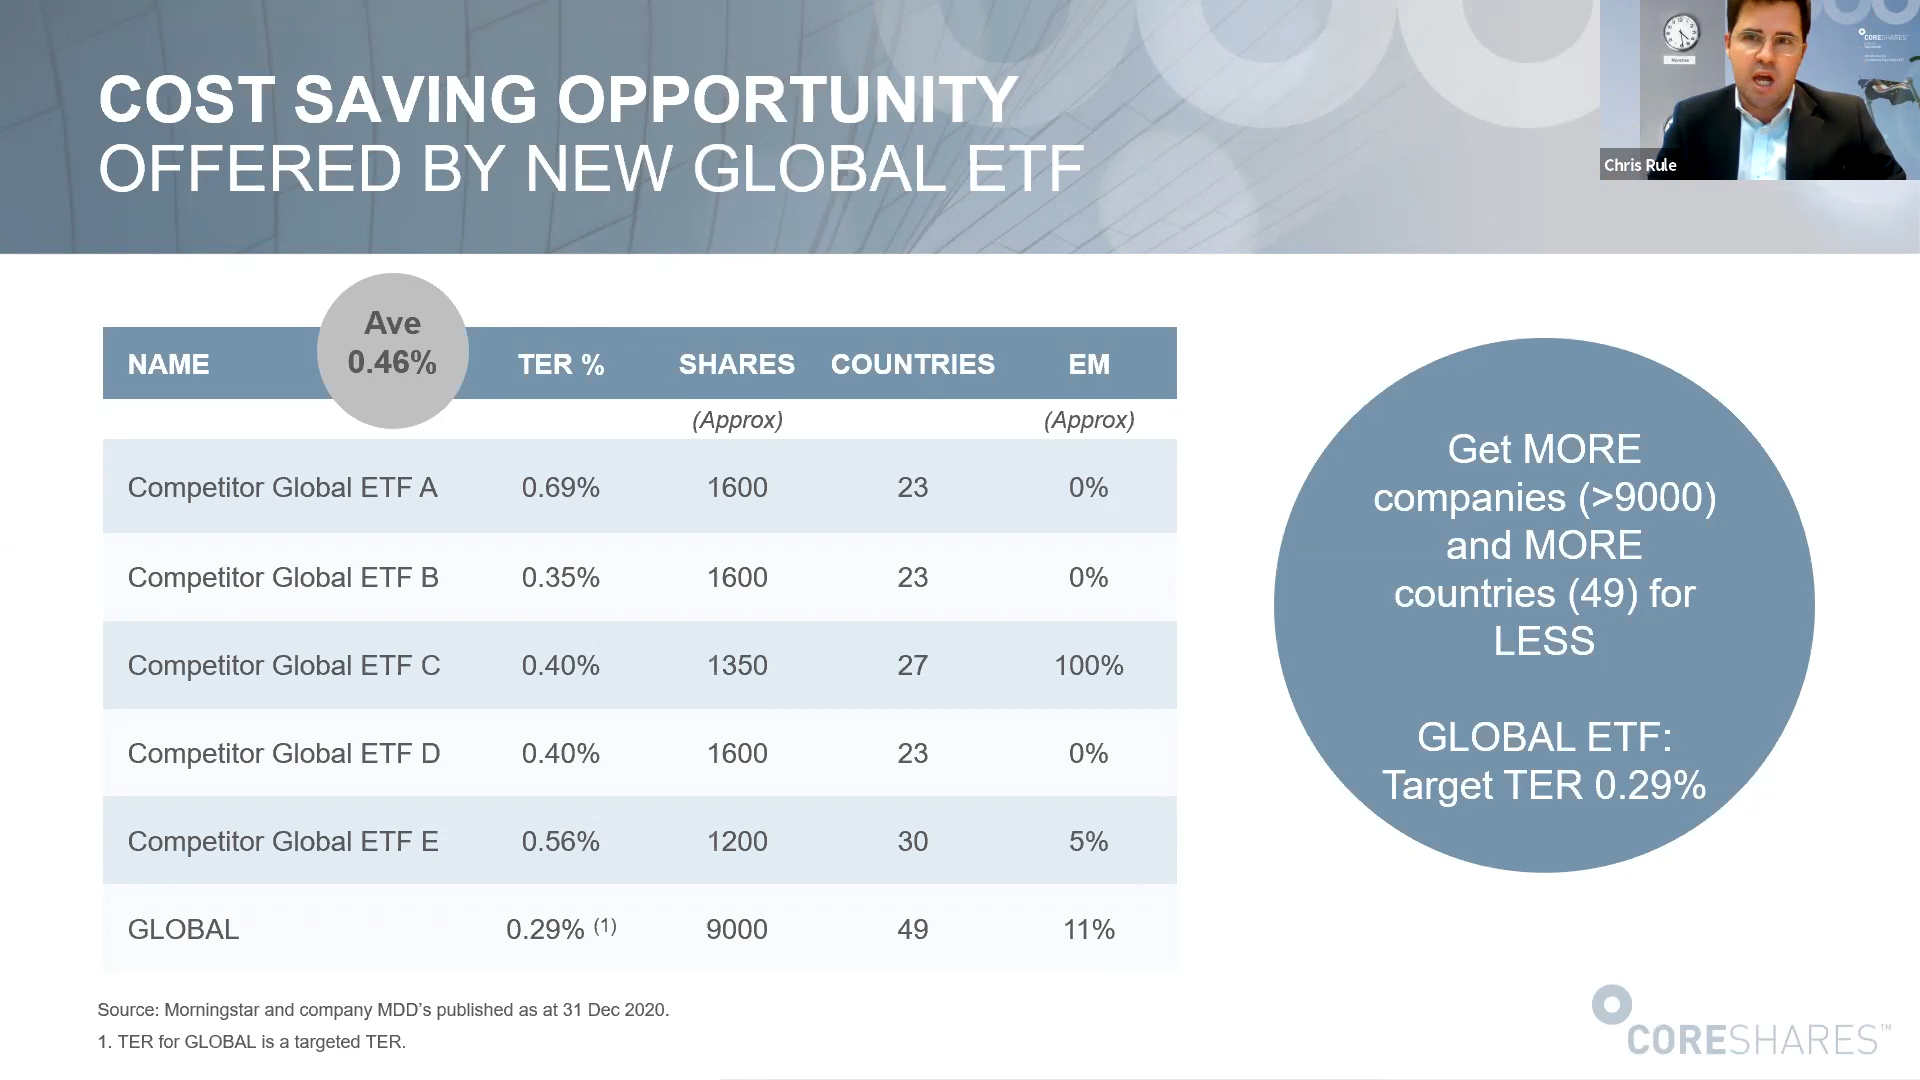 COST SAVING OPPORTUNITY
OFFERED BY NEW GLOBAL ETF
Chris Rule
CORESHARES
Ave
0.46%
NAME TER % SHARES COUNTRIES EM
(Approx) (Approx)
Competitor Global ETF A 0.69% 1600 23 0%
Competitor Global ETF B 0.35% 1600 23 0%
Competitor Global ETF C 0.40% 1350 27 100%
Competitor Global ETF D 0.40% 1600 23 0%
Competitor Global ETF E 0.56% 1200 30 5%
GLOBAL 0.29% (1) 9000 49 11%
Get MORE
companies (>9000)
and MORE
countries (49) for
LESS
GLOBAL ETF:
Target TER 0.29%
Source: Morningstar and company MDD’s published as at 31 Dec 2020.
1. TER for GLOBAL is a targeted TER.
CORESHARES™